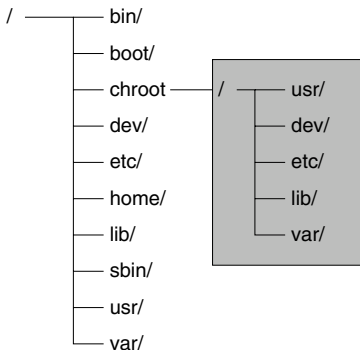 / bin/
boot/
chroot / usr/
dev/ dev/
etc/ etc/
home/ lib/
lib/ var/
sbin/
usr/
var/